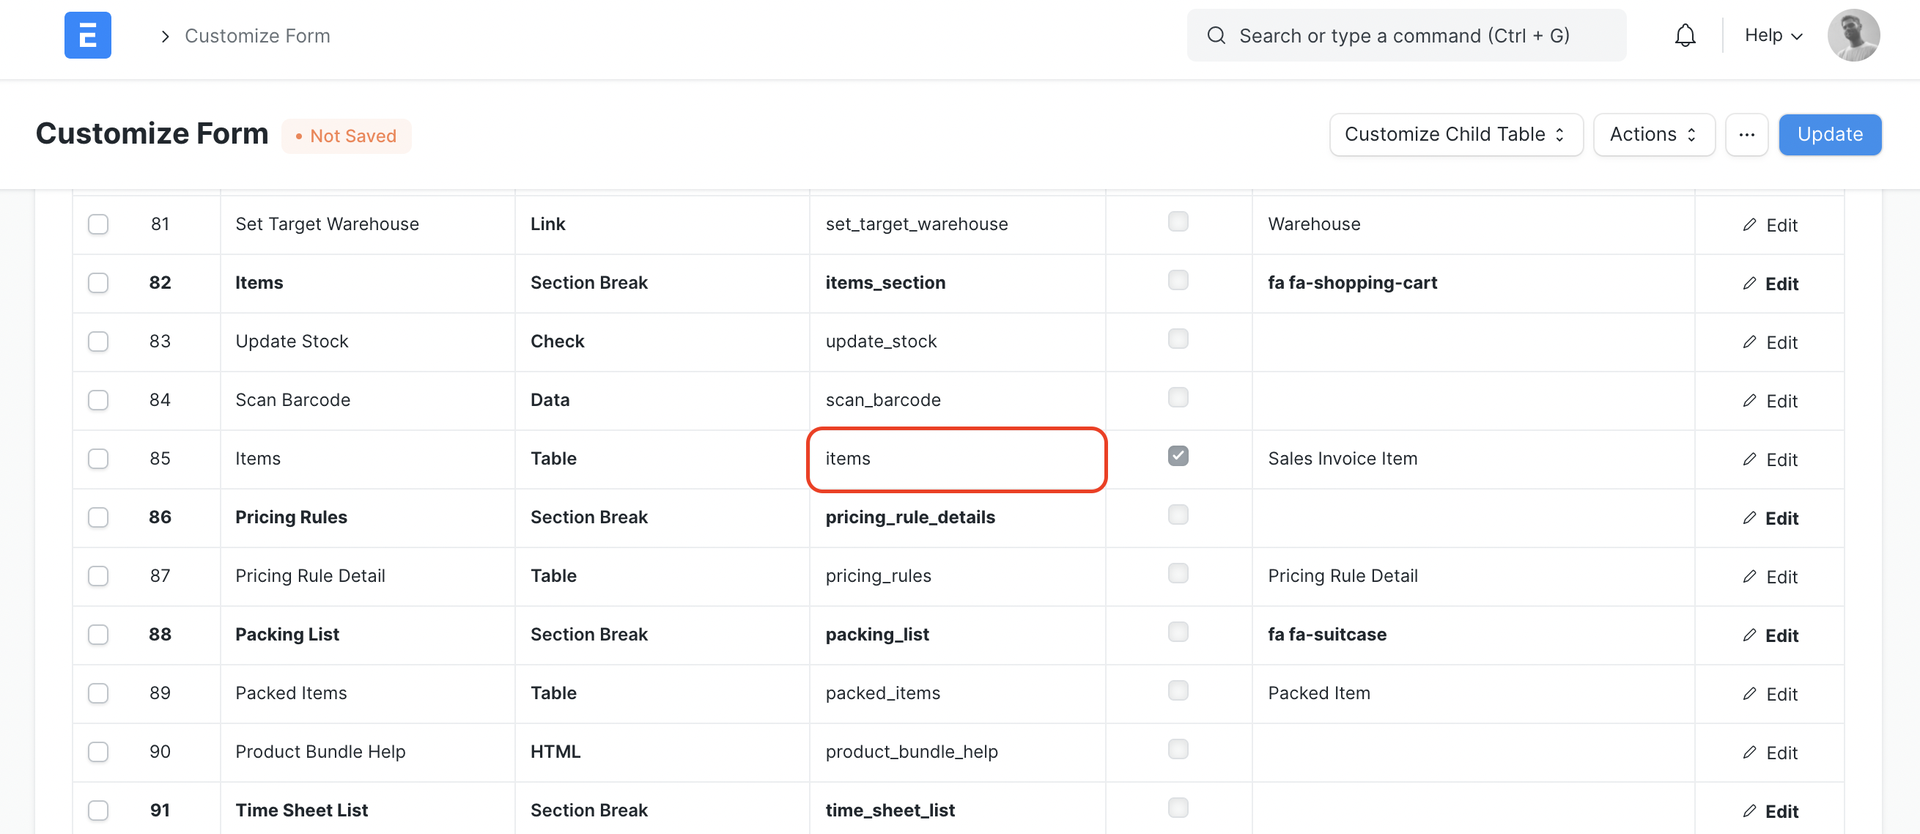 E
Customize Form
Search or type a command (Ctrl + G)
Help
Customize Form
• Not Saved
Customize Child Table
Actions
···
Update
81 Set Target Warehouse Link set_target_warehouse Warehouse Edit
82 Items Section Break items_section fa fa-shopping-cart Edit
83 Update Stock Check update_stock Edit
84 Scan Barcode Data scan_barcode Edit
85 Items Table items Sales Invoice Item Edit
86 Pricing Rules Section Break pricing_rule_details Edit
87 Pricing Rule Detail Table pricing_rules Pricing Rule Detail Edit
88 Packing List Section Break packing_list fa fa-suitcase Edit
89 Packed Items Table packed_items Packed Item Edit
90 Product Bundle Help HTML product_bundle_help Edit
91 Time Sheet List Section Break time_sheet_list Edit